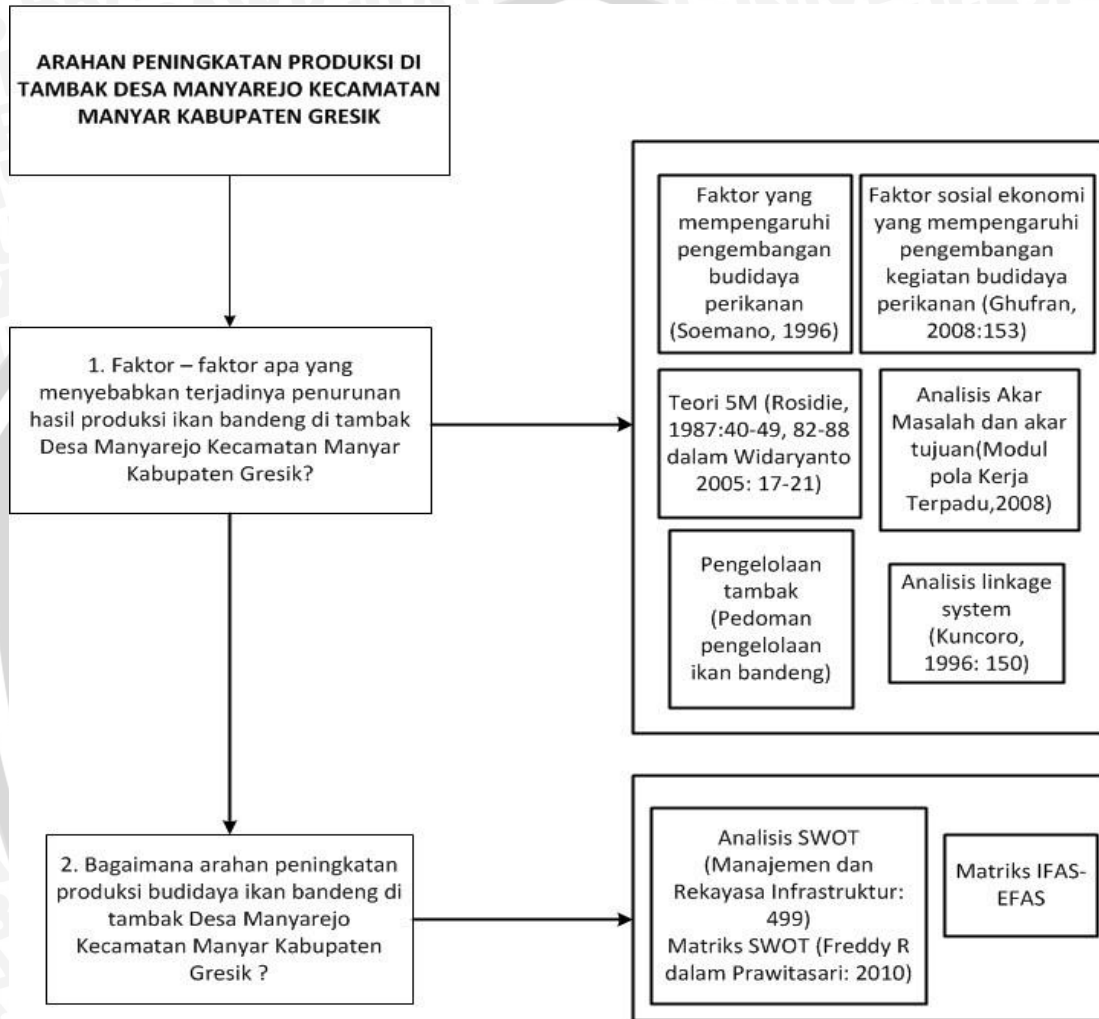 ARAHAN PENINGKATAN PRODUKSI DI
TAMBAK DESA MANYAREJO KECAMATAN
MANYAR KABUPATEN GRESIK
1. Faktor – faktor apa yang
menyebabkan terjadinya penurunan
hasil produksi ikan bandeng di tambak
Desa Manyarejo Kecamatan Manyar
Kabupaten Gresik?
Faktor yang
mempengaruhi
pengembangan
budidaya
perikanan
(Soemano, 1996)
Faktor sosial ekonomi
yang mempengaruhi
pengembangan
kegiatan budidaya
perikanan (Ghufran,
2008:153)
Teori 5M (Rosidie,
1987:40-49, 82-88
dalam Widaryanto
2005: 17-21)
Analisis Akar
Masalah dan akar
tujuan(Modul
pola Kerja
Terpadu,2008)
Pengelolaan
tambak
(Pedoman
pengelolaan
ikan bandeng)
Analisis linkage
system
(Kuncoro,
1996: 150)
2. Bagaimana arahan peningkatan
produksi budidaya ikan bandeng di
tambak Desa Manyarejo
Kecamatan Manyar Kabupaten
Gresik ?
Analisis SWOT
(Manajemen dan
Rekayasa Infrastruktur:
499)
Matriks SWOT (Freddy R
dalam Prawitasari: 2010)
Matriks IFAS-
EFAS